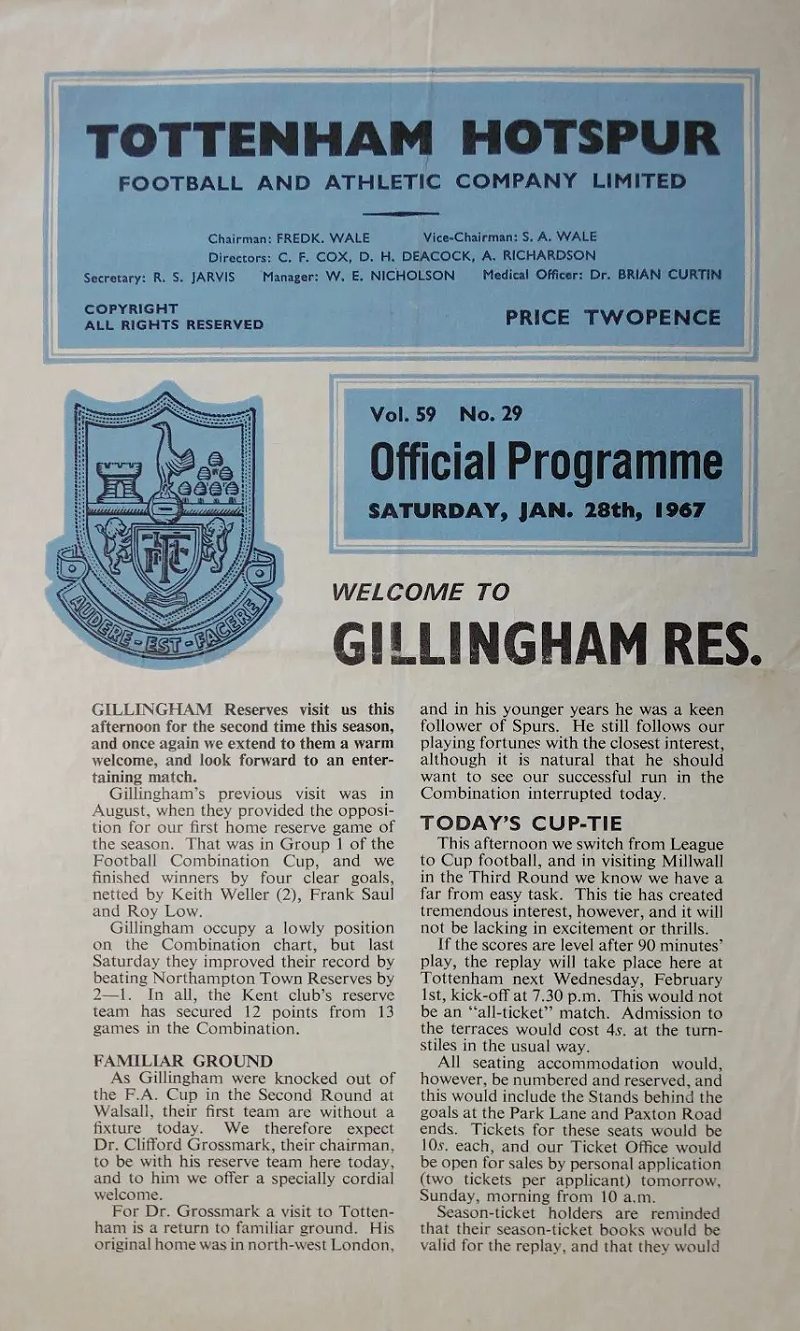 TOTTENHAM HOTSPUR
FOOTBALL AND ATHLETIC COMPANY LIMITED
Chairman: FREDK. WALE Vice-Chairman: S. A. WALE
Directors: C. F. COX, D. H. DEACOCK, A. RICHARDSON
Secretary: R. S. JARVIS Manager: W. E. NICHOLSON Medical Officer: Dr. BRIAN CURTIN
COPYRIGHT
ALL RIGHTS RESERVED
PRICE TWOPENCE
Vol. 59 No. 29
Official Programme
SATURDAY, JAN. 28th, 1967
AUDERE-EST-FACERE
WELCOME TO
GILLINGHAM RES.
GILLINGHAM Reserves visit us this
afternoon for the second time this season,
and once again we extend to them a warm
welcome, and look forward to an enter-
taining match.
Gillingham's previous visit was in
August, when they provided the opposi-
tion for our first home reserve game of
the season. That was in Group 1 of the
Football Combination Cup, and we
finished winners by four clear goals,
netted by Keith Weller (2), Frank Saul
and Roy Low.
Gillingham occupy a lowly position
on the Combination chart, but last
Saturday they improved their record by
beating Northampton Town Reserves by
2—1. In all, the Kent club's reserve
team has secured 12 points from 13
games in the Combination.
FAMILIAR GROUND
As Gillingham were knocked out of
the F.A. Cup in the Second Round at
Walsall, their first team are without a
fixture today. We therefore expect
Dr. Clifford Grossmark, their chairman,
to be with his reserve team here today,
and to him we offer a specially cordial
welcome.
For Dr. Grossmark a visit to Totten-
ham is a return to familiar ground. His
original home was in north-west London,
and in his younger years he was a keen
follower of Spurs. He still follows our
playing fortunes with the closest interest,
although it is natural that he should
want to see our successful run in the
Combination interrupted today.
TODAY'S CUP-TIE
This afternoon we switch from League
to Cup football, and in visiting Millwall
in the Third Round we know we have a
far from easy task. This tie has created
tremendous interest, however, and it will
not be lacking in excitement or thrills.
If the scores are level after 90 minutes'
play, the replay will take place here at
Tottenham next Wednesday, February
1st, kick-off at 7.30 p.m. This would not
be an "all-ticket" match. Admission to
the terraces would cost 4s. at the turn-
stiles in the usual way.
All seating accommodation would,
however, be numbered and reserved, and
this would include the Stands behind the
goals at the Park Lane and Paxton Road
ends. Tickets for these seats would be
10s. each, and our Ticket Office would
be open for sales by personal application
(two tickets per applicant) tomorrow,
Sunday, morning from 10 a.m.
Season-ticket holders are reminded
that their season-ticket books would be
valid for the replay, and that they would